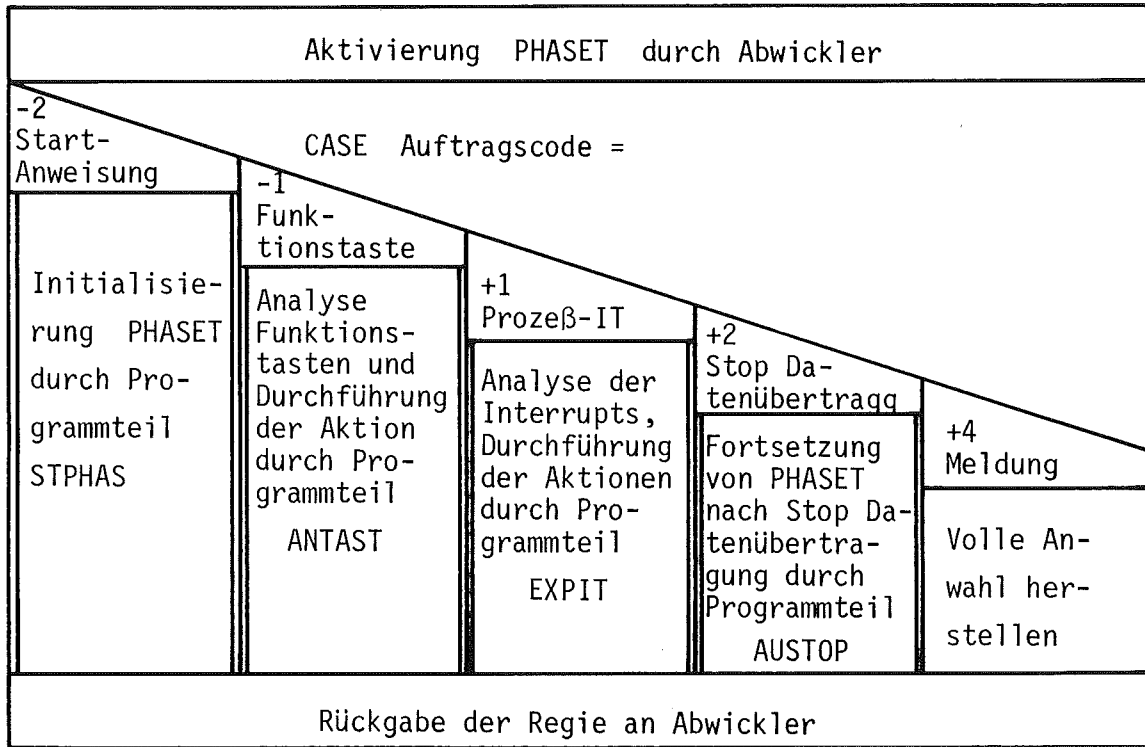 Aktivierung PHASET durch Abwickler
CASE Auftragscode =
-2
Start-
Anweisung
Initialisie-
rung PHASET
durch Pro-
grammteil
STPHAS
-1
Funk-
tionstaste
Analyse
Funktions-
tasten und
Durchführung
der Aktion
durch Pro-
grammteil
ANTAST
+1
Prozeß-IT
Analyse der
Interrupts,
Durchführung
der Aktionen
durch Pro-
grammteil
EXPIT
+2
Stop Da-
tenübertragg
Fortsetzung
von PHASET
nach Stop Da-
tenübertra-
gung durch
Programmteil
AUSTOP
+4
Meldung
Volle An-
wahl her-
stellen
Rückgabe der Regie an Abwickler